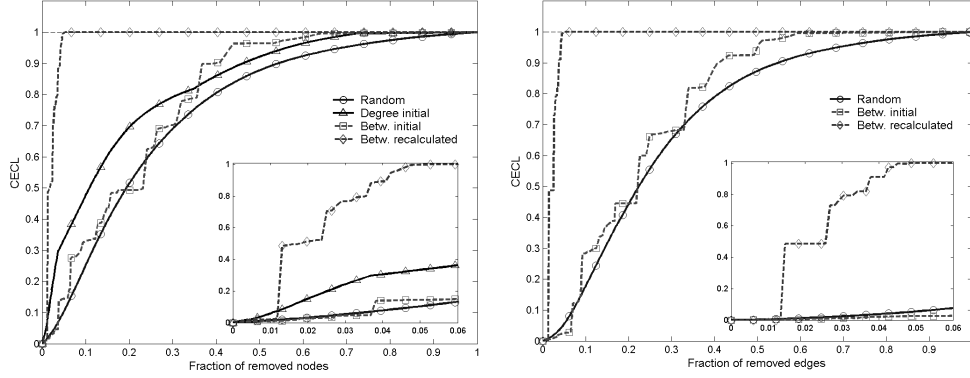 CECL
1
0.9
0.8
0.7
0.6
0.5
0.4
0.3
0.2
0.1
0
0 0.1 0.2 0.3 0.4 0.5 0.6 0.7 0.8 0.9 1
Fraction of removed nodes
Random
Degree initial
Betw. initial
Betw. recalculated
1
0.8
0.6
0.4
0.2
0
0 0.01 0.02 0.03 0.04 0.05 0.06
CECL
1
0.9
0.8
0.7
0.6
0.5
0.4
0.3
0.2
0.1
0
0 0.1 0.2 0.3 0.4 0.5 0.6 0.7 0.8 0.9
Fraction of removed edges
Random
Betw. initial
Betw. recalculated
1
0.8
0.6
0.4
0.2
0
0 0.01 0.02 0.03 0.04 0.05 0.06